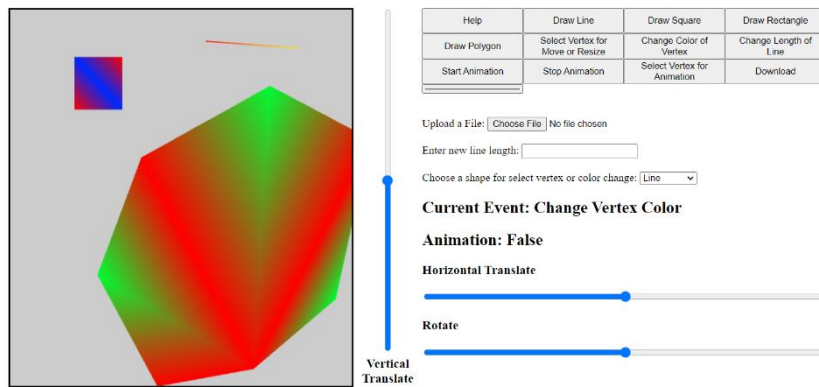 Help
Draw Line
Draw Square
Draw Rectangle
Draw Polygon
Select Vertex for
Move or Resize
Change Color of
Vertex
Change Length of
Line
Start Animation
Stop Animation
Select Vertex for
Animation
Download
Upload a File: Choose File No file chosen
Enter new line length:
Choose a shape for select vertex or color change: Line
Current Event: Change Vertex Color
Animation: False
Horizontal Translate
Rotate
Vertical
Translate